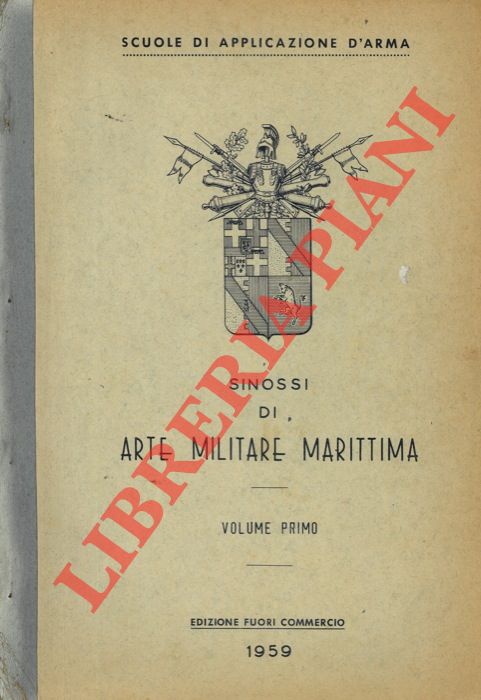 SCUOLE DI APPLICAZIONE D'ARMA
SINOSSI
DI
ARTE MILITARE MARITTIMA
VOLUME PRIMO
EDIZIONE FUORI COMMERCIO
1959
LIBRERIA PIANI